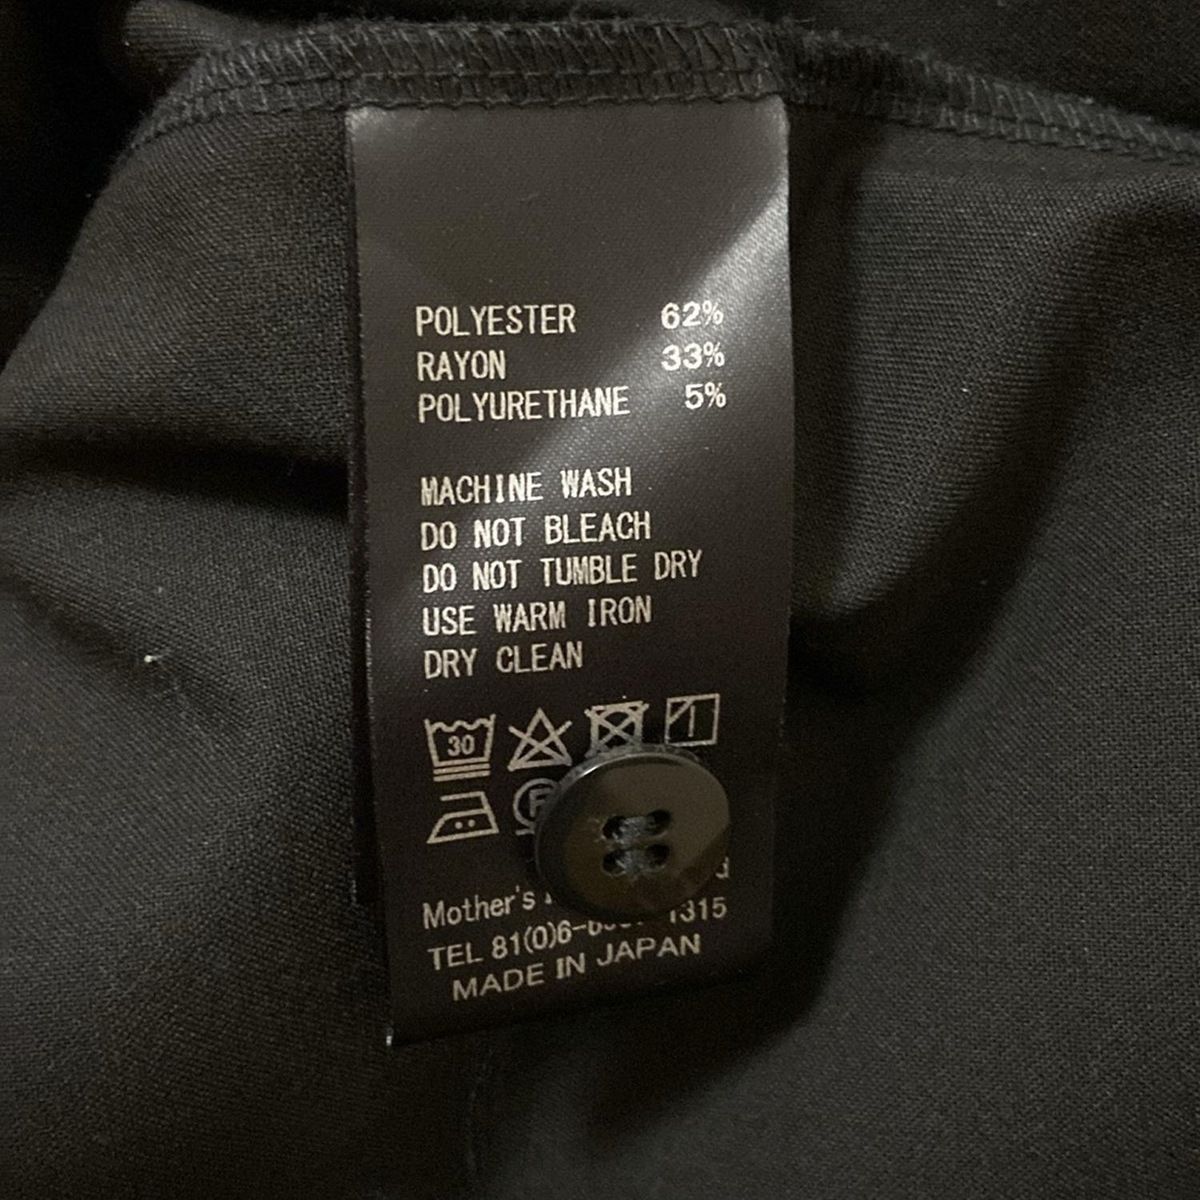 POLYESTER 62%
RAYON 33%
POLYURETHANE 5%
MACHINE WASH
DO NOT BLEACH
DO NOT TUMBLE DRY
USE WARM IRON
DRY CLEAN
30
Mother's
TEL 81(0)6- 1315
MADE IN JAPAN